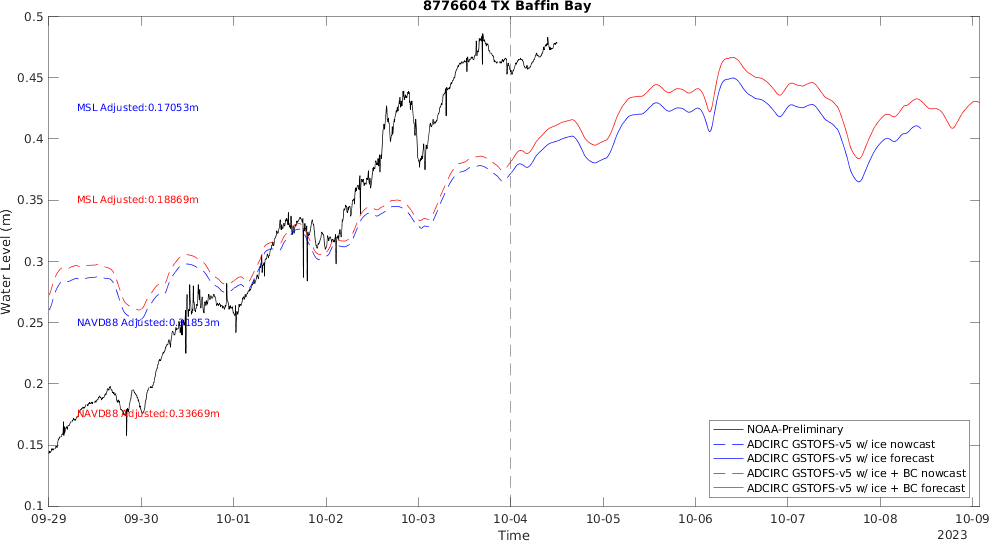 8776604 TX Baffin Bay
0.5
0.45
0.4
0.35
0.3
0.25
0.2
0.15
0.1
Water Level (m)
MSL Adjusted:0.17053m
MSL Adjusted:0.18869m
NAVD88 Adjusted:0.31853m
NAVD88 Adjusted:0.33669m
NOAA-Preliminary
ADCIRC GSTOFS-v5 w/ ice nowcast
ADCIRC GSTOFS-v5 w/ ice forecast
ADCIRC GSTOFS-v5 w/ ice + BC nowcast
ADCIRC GSTOFS-v5 w/ ice + BC forecast
09-29 09-30 10-01 10-02 10-03 10-04 10-05 10-06 10-07 10-08 10-09
Time
2023